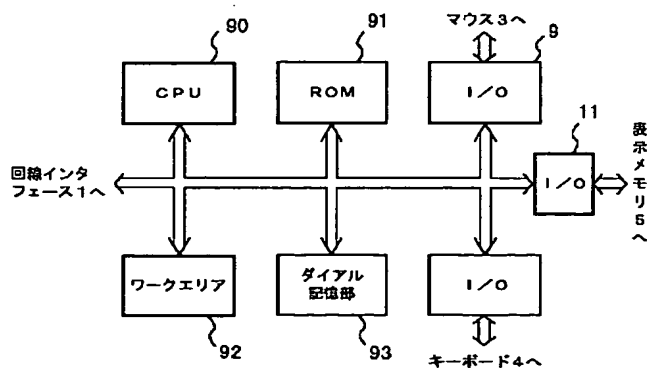 90
91
マウス3へ
9
CPU
ROM
I/O
11
回線インタ
フェース1へ
I/O
表示メモリ5へ
ワークエリア
ダイアル
記憶部
I/O
92
93
キーボード4へ